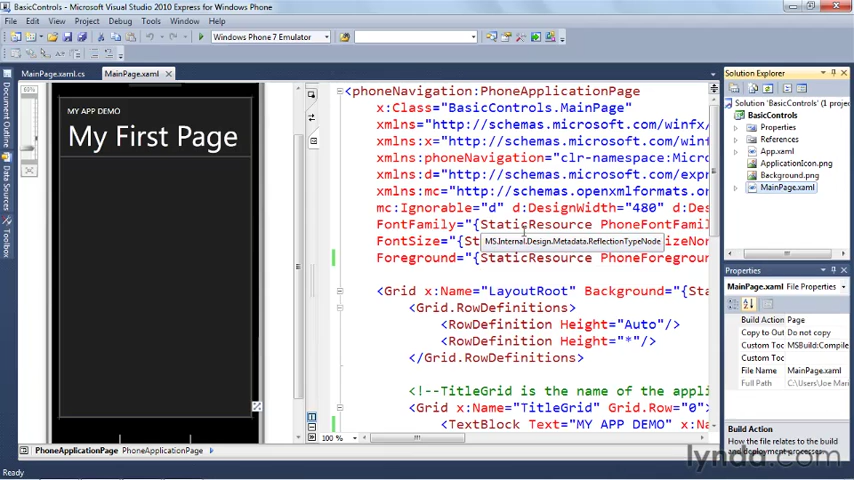 BasicControls - Microsoft Visual Studio 2010 Express for Windows Phone
File Edit View Project Debug Tools Window Help
Windows Phone 7 Emulator
MainPage.xaml.cs MainPage.xaml
Document Outline
Data Sources
Toolbox
MY APP DEMO
My First Page
<phoneNavigation:PhoneApplicationPage
x:Class="BasicControls.MainPage"
xmlns="http://schemas.microsoft.com/winfx/
xmlns:x="http://schemas.microsoft.com/winf
xmlns:phoneNavigation="clr-namespace:Micro
xmlns:d="http://schemas.microsoft.com/expr
xmlns:mc="http://schemas.openxmlformats.or
mc:Ignorable="d" d:DesignWidth="480" d:Des
FontFamily="{StaticResource PhoneFontFamil
FontSize="{St
izeNor
MS.Internal.Design.Metadata.ReflectionTypeNode
Foreground="{StaticResource PhoneForegroun
<Grid x:Name="LayoutRoot" Background="{Sta
<Grid.RowDefinitions>
<RowDefinition Height="Auto"/>
<RowDefinition Height="*"/>
</Grid.RowDefinitions>
<!--TitleGrid is the name of the appli
<Grid x:Name="TitleGrid" Grid.Row="0">
<TextBlock Text="MY APP DEMO" x:Na
100 %
PhoneApplicationPage PhoneApplicationPage
Ready
Solution Explorer
Solution 'BasicControls' (1 proj
BasicControls
Properties
References
App.xaml
ApplicationIcon.png
Background.png
MainPage.xaml
Properties
MainPage.xaml File Properties
Build Action Page
Copy to Out Do not copy
Custom Toc MSBuild:Compile
Custom Toc
File Name MainPage.xaml
Full Path C:\Users\Joe Mari
Build Action
How the file relates to the build
and deployment processes.
lynda.com